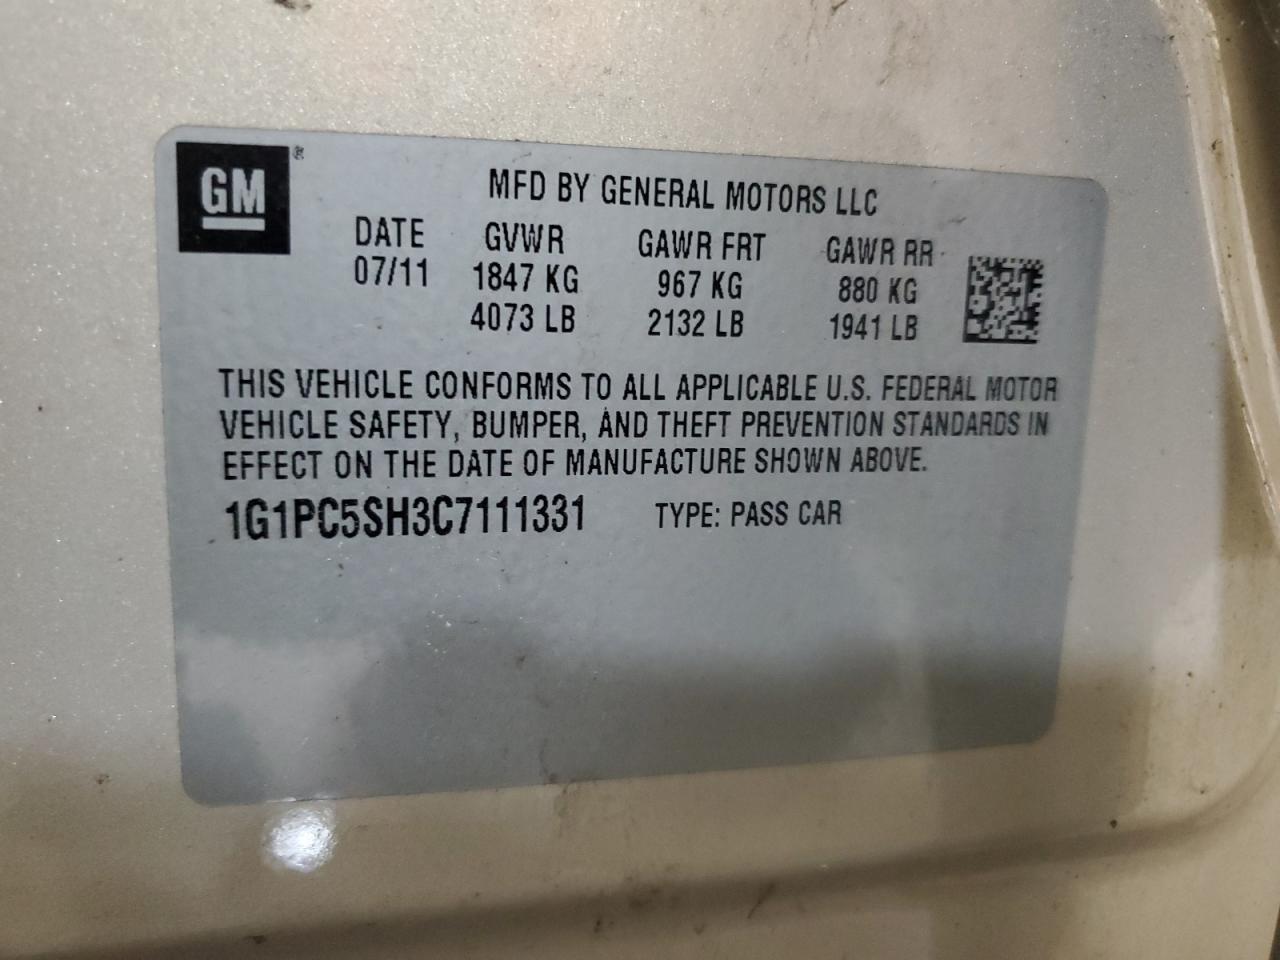 GM®
MFD BY GENERAL MOTORS LLC
DATE GVWR GAWR FRT GAWR RR
07/11 1847 KG 967 KG 880 KG
4073 LB 2132 LB 1941 LB
THIS VEHICLE CONFORMS TO ALL APPLICABLE U.S. FEDERAL MOTOR
VEHICLE SAFETY, BUMPER, AND THEFT PREVENTION STANDARDS IN
EFFECT ON THE DATE OF MANUFACTURE SHOWN ABOVE.
1G1PC5SH3C7111331 TYPE: PASS CAR